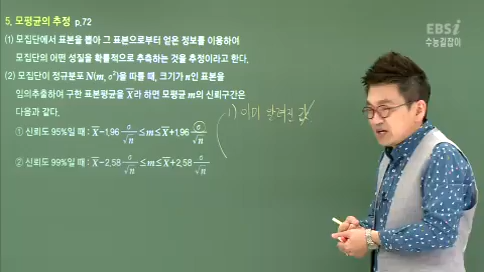 5. 모평균의 추정 p.72
EBSi
수능길잡이
(1) 모집단에서 표본을 뽑아 그 표본으로부터 얻은 정보를 이용하여
모집단의 어떤 성질을 확률적으로 추측하는 것을 추정이라고 한다.
(2) 모집단이 정규분포 N(m, σ²)을 따를 때, 크기가 n인 표본을
임의추출하여 구한 표본평균을 X̄라 하면 모평균 m의 신뢰구간은
다음과 같다.
① 신뢰도 95%일 때 : X̄-1.96 σ/√n ≤m≤ X̄+1.96 σ/√n
② 신뢰도 99%일 때 : X̄-2.58 σ/√n ≤m≤ X̄+2.58 σ/√n
1) 이미 알려진 값